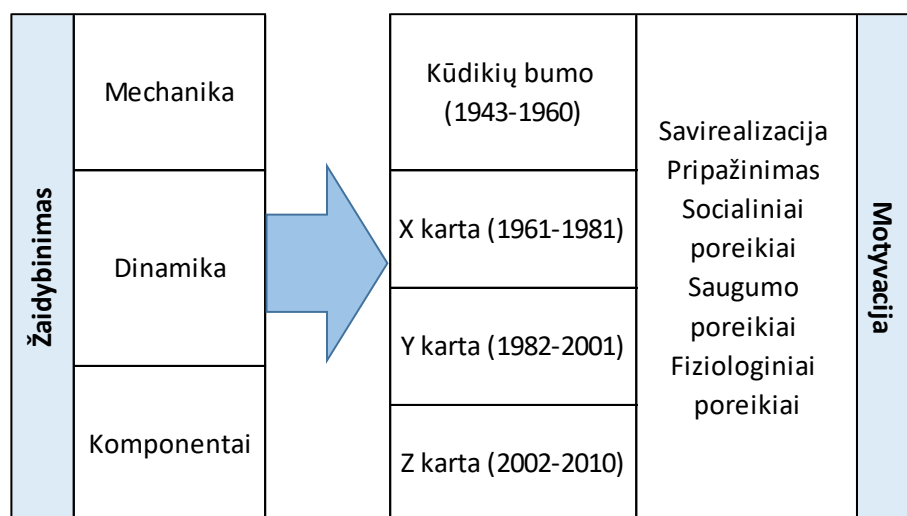 Žaidybinimas
Mechanika
Dinamika
Komponentai
Kūdikių bumo
(1943-1960)
X karta (1961-1981)
Y karta (1982-2001)
Z karta (2002-2010)
Savirealizacija
Pripažinimas
Socialiniai
poreikiai
Saugumo
poreikiai
Fiziologiniai
poreikiai
Motyvacija